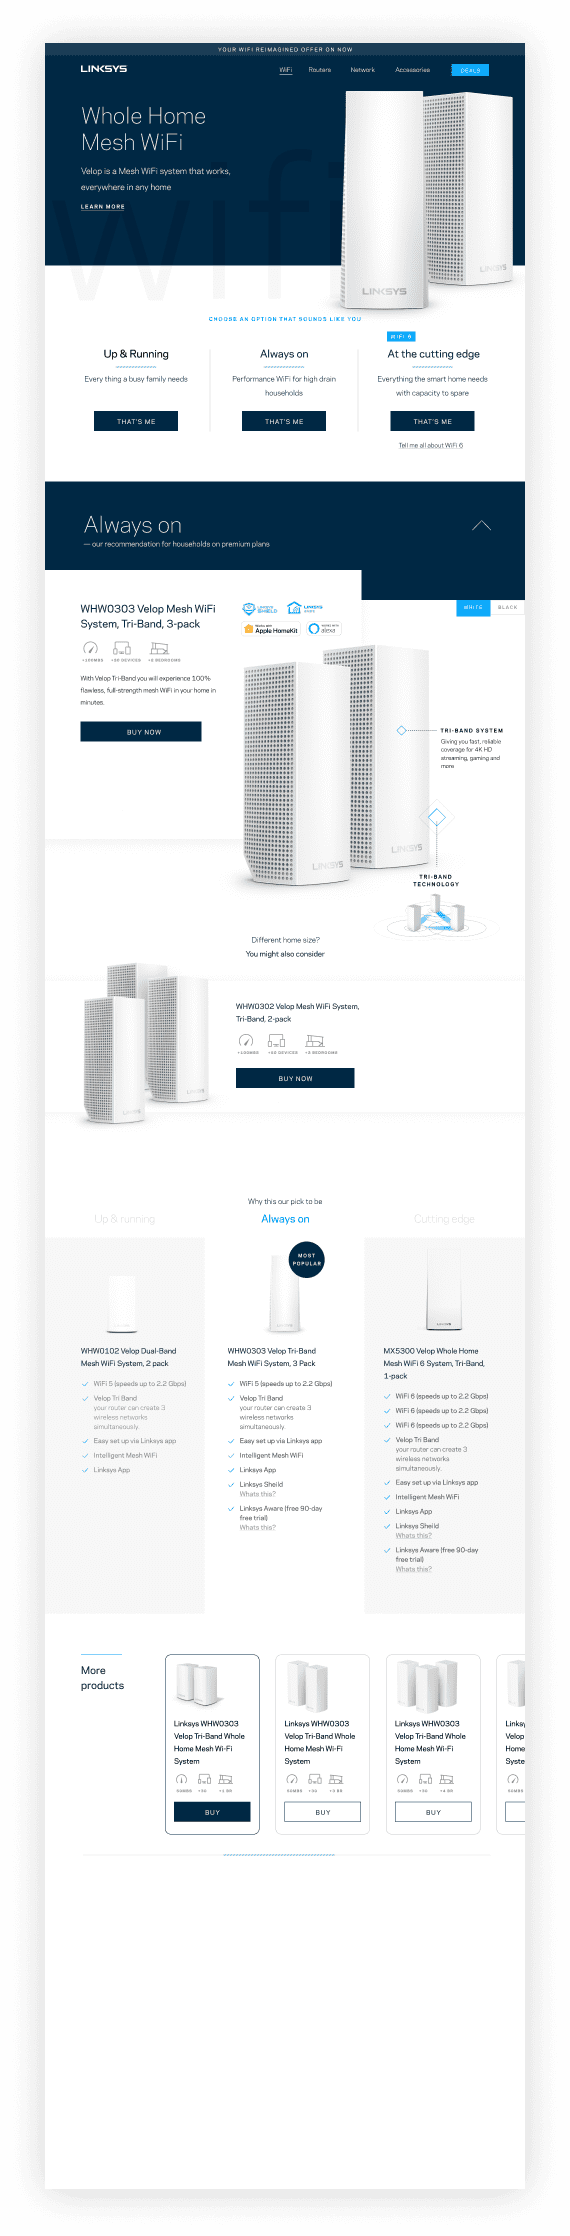 YOUR WIFI REIMAGINED OFFER ON NOW
LINKSYS
WiFi Routers Network Accessories DEALS
Whole Home
Mesh WiFi
Velop is a Mesh WiFi system that works,
everywhere in any home
LEARN MORE
wifi
LINKSYS
LINKSYS
CHOOSE AN OPTION THAT SOUNDS LIKE YOU
WIFI 6
Up & Running
Every thing a busy family needs
THAT'S ME
Always on
Performance WiFi for high drain
households
THAT'S ME
At the cutting edge
Everything the smart home needs
with capacity to spare
THAT'S ME
Tell me all about WiFi 6
Always on
— our recommendation for households on premium plans
WHITE BLACK
WHW0303 Velop Mesh WiFi
System, Tri-Band, 3-pack
+100MBS +20 DEVICES +3 BEDROOMS
LINKSYS
SHIELD
LINKSYS
AWARE
Apple HomeKit
alexa
With Velop Tri-Band you will experience 100%
flawless, full-strength mesh WiFi in your home in
minutes.
BUY NOW
TRI-BAND SYSTEM
Giving you fast, reliable
coverage for 4K HD
streaming, gaming and
more
LINKSYS
LINKSYS
TRI-BAND
TECHNOLOGY
Different home size?
You might also consider
WHW0302 Velop Mesh WiFi System,
Tri-Band, 2-pack
+100MBS +20 DEVICES +3 BEDROOMS
BUY NOW
LINKSYS
LINKSYS
Why this our pick to be
Up & running
Always on
Cutting edge
MOST
POPULAR
WHW0102 Velop Dual-Band
Mesh WiFi System, 2 pack
WiFi 5 (speeds up to 2.2 Gbps)
Velop Tri Band
your router can create 3
wireless networks
simultaneously.
Easy set up via Linksys app
Intelligent Mesh WiFi
Linksys App
WHW0303 Velop Tri-Band
Mesh WiFi System, 3 Pack
WiFi 5 (speeds up to 2.2 Gbps)
Velop Tri Band
your router can create 3
wireless networks
simultaneously.
Easy set up via Linksys app
Intelligent Mesh WiFi
Linksys App
Linksys Sheild
Whats this?
Linksys Aware (free 90-day
free trial)
Whats this?
MX5300 Velop Whole Home
Mesh WiFi 6 System, Tri-Band,
1-pack
WiFi 6 (speeds up to 2.2 Gbps)
WiFi 6 (speeds up to 2.2 Gbps)
WiFi 6 (speeds up to 2.2 Gbps)
Velop Tri Band
your router can create 3
wireless networks
simultaneously.
Easy set up via Linksys app
Intelligent Mesh WiFi
Linksys App
Linksys Sheild
Whats this?
Linksys Aware (free 90-day
free trial)
Whats this?
More
products
Linksys WHW0303
Velop Tri-Band Whole
Home Mesh Wi-Fi
System
BUY
Linksys WHW0303
Velop Tri-Band Whole
Home Mesh Wi-Fi
System
BUY
Linksys WHW0303
Velop Tri-Band Whole
Home Mesh Wi-Fi
System
BUY
Links
Velop
Home
Syste